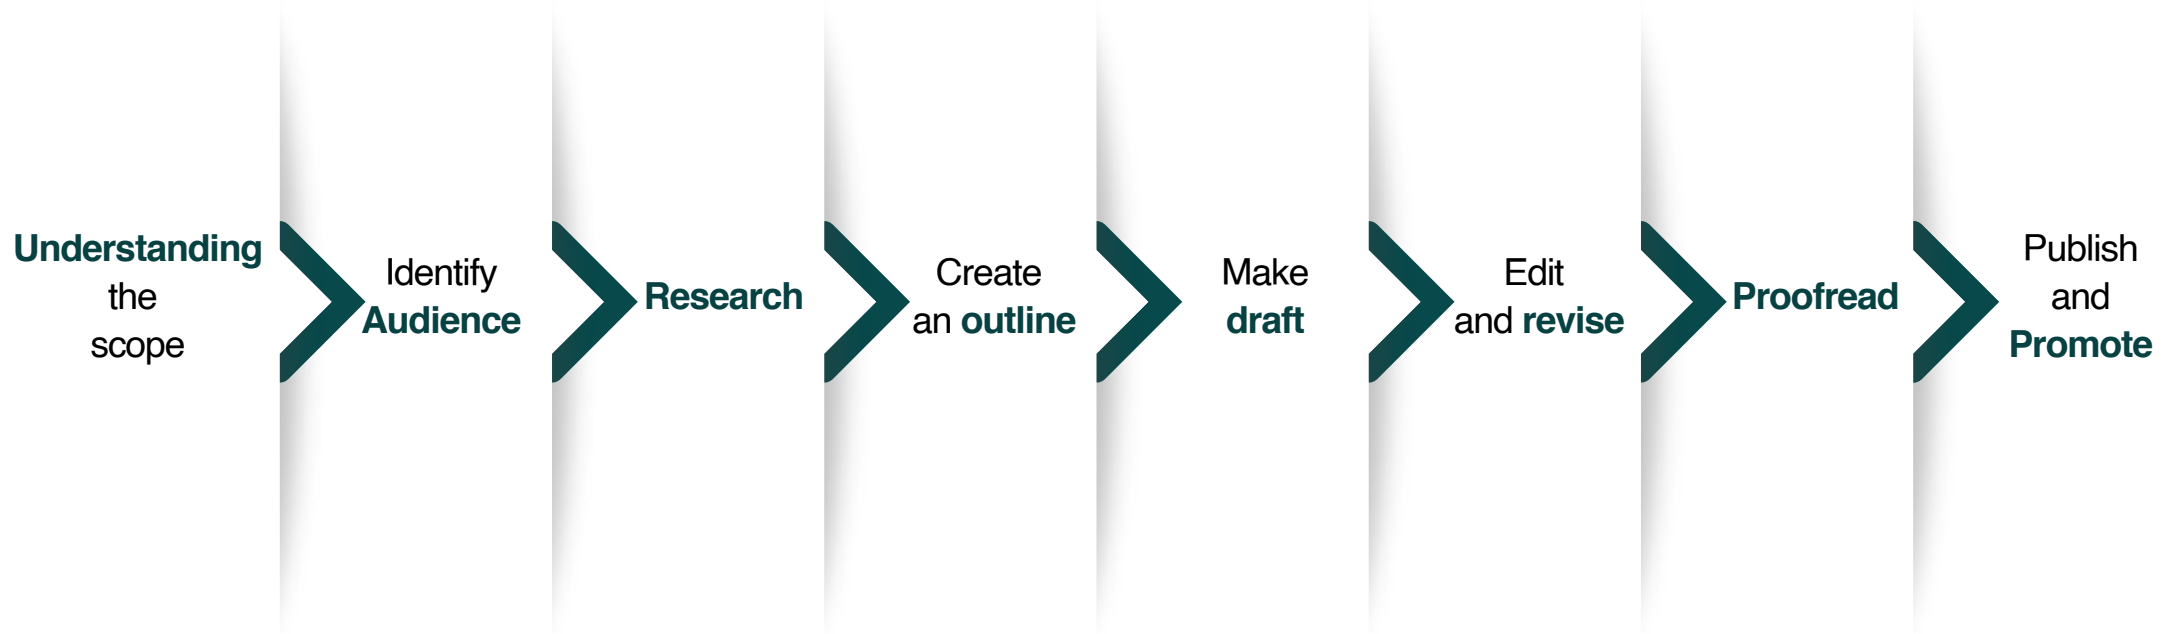 Understanding
the
scope
Identify
Audience
Research
Create
an outline
Make
draft
Edit
and revise
Proofread
Publish
and
Promote